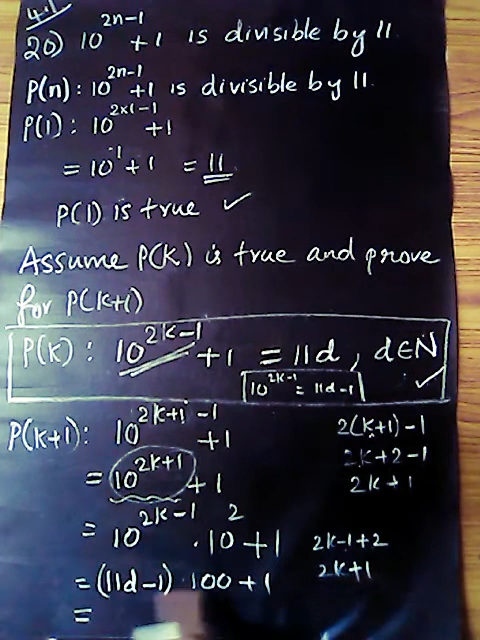 4.1
20) 10^{2n-1} + 1 is divisible by 11
P(n): 10^{2n-1} + 1 is divisible by 11.
P(1): 10^{2×1-1} + 1
= 10^{1} + 1 = 11
P(1) is true ✓
Assume P(K) is true and prove
for P(K+1)
P(K): 10^{2K-1} + 1 = 11d, d∈N ✓
10^{2K-1} = 11d-1
P(K+1): 10^{2K+1-1} + 1
2(K+1)-1
= 10^{2K+1} + 1
2K+2-1
2K+1
= 10^{2K-1} . 10^{2} + 1
2K-1+2
= (11d-1) 100 + 1
2K+1
=